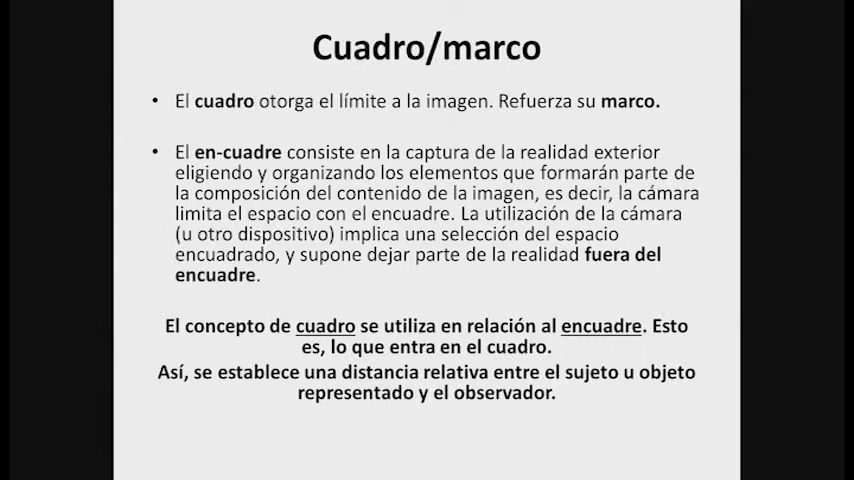 Cuadro/marco
• El cuadro otorga el límite a la imagen. Refuerza su marco.
• El en-cuadre consiste en la captura de la realidad exterior
eligiendo y organizando los elementos que formarán parte de
la composición del contenido de la imagen, es decir, la cámara
limita el espacio con el encuadre. La utilización de la cámara
(u otro dispositivo) implica una selección del espacio
encuadrado, y supone dejar parte de la realidad fuera del
encuadre.
El concepto de cuadro se utiliza en relación al encuadre. Esto
es, lo que entra en el cuadro.
Así, se establece una distancia relativa entre el sujeto u objeto
representado y el observador.